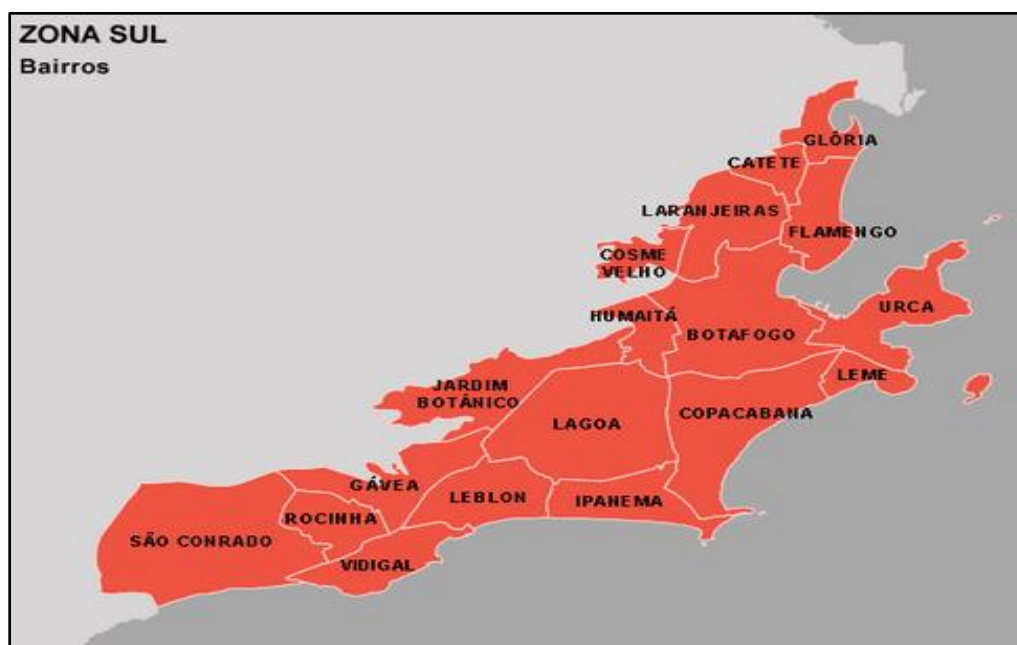 ZONA SUL
Bairros
GLÓRIA
CATETE
LARANJEIRAS
FLAMENGO
COSME
VELHO
URCA
HUMAITÁ
BOTAFOGO
LEME
JARDIM
BOTÂNICO
COPACABANA
LAGOA
GÁVEA
LEBLON
IPANEMA
ROCINHA
SÃO CONRADO
VIDIGAL